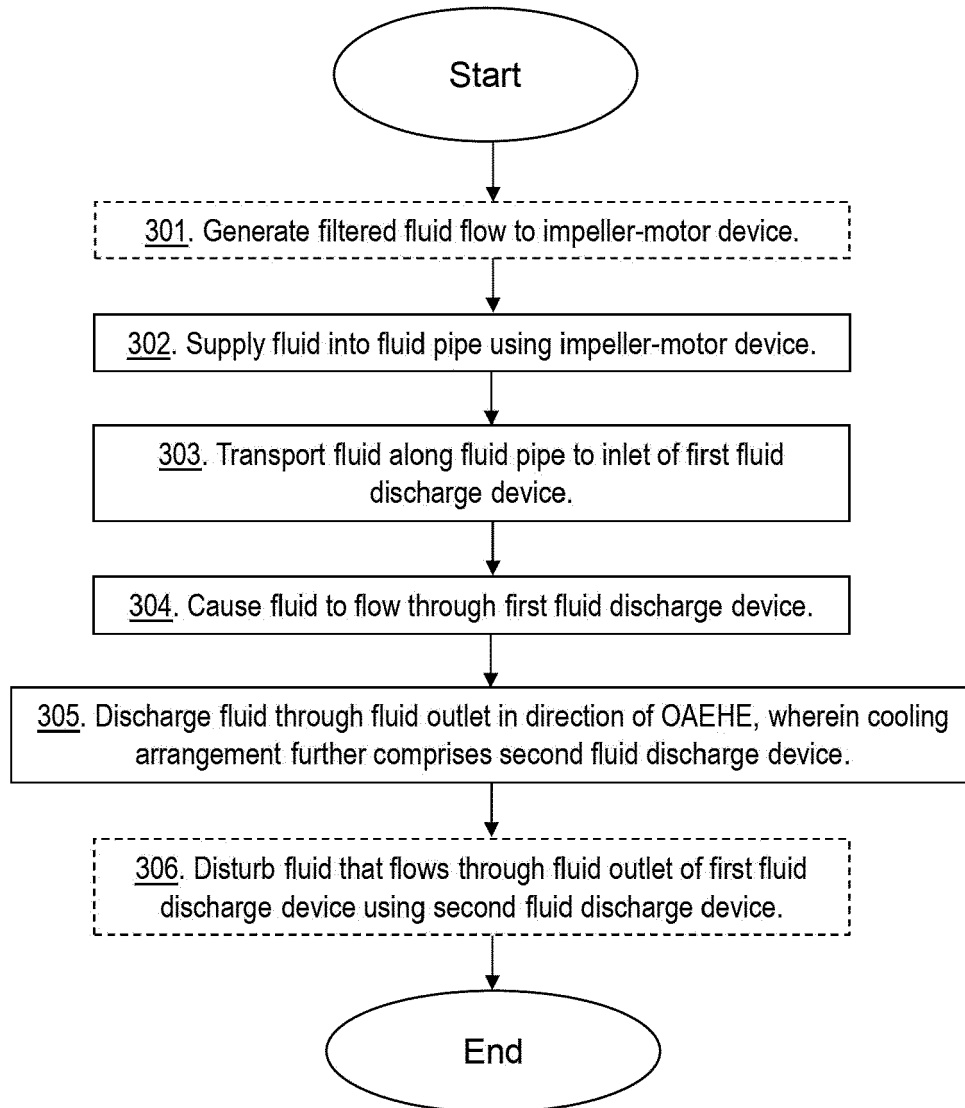 Start
301. Generate filtered fluid flow to impeller-motor device.
302. Supply fluid into fluid pipe using impeller-motor device.
303. Transport fluid along fluid pipe to inlet of first fluid
discharge device.
304. Cause fluid to flow through first fluid discharge device.
305. Discharge fluid through fluid outlet in direction of OAEHE, wherein cooling
arrangement further comprises second fluid discharge device.
306. Disturb fluid that flows through fluid outlet of first fluid
discharge device using second fluid discharge device.
End